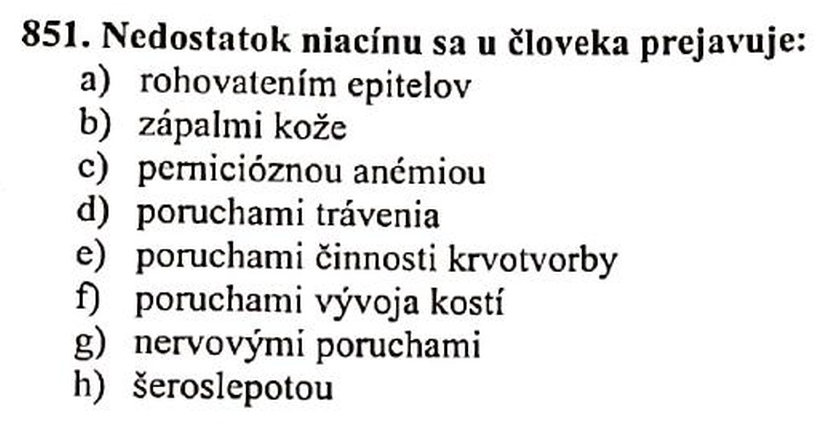 851. Nedostatok niacínu sa u človeka prejavuje:
a) rohovatením epitelov
b) zápalmi kože
c) pernicióznou anémiou
d) poruchami trávenia
e) poruchami činnosti krvotvorby
f) poruchami vývoja kostí
g) nervovými poruchami
h) šeroslepotou